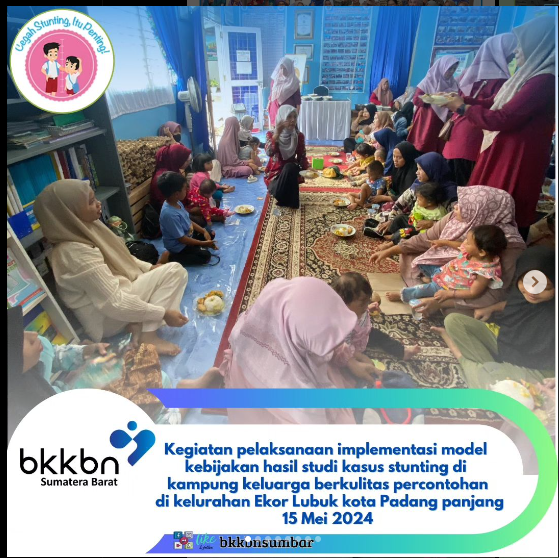 Cegah Stunting, Itu Penting!
bkkbn
Sumatera Barat
Kegiatan pelaksanaan implementasi model
kebijakan hasil studi kasus stunting di
kampung keluarga berkulitas percontohan
di kelurahan Ekor Lubuk kota Padang panjang
15 Mei 2024
like
bkkbnsumbar